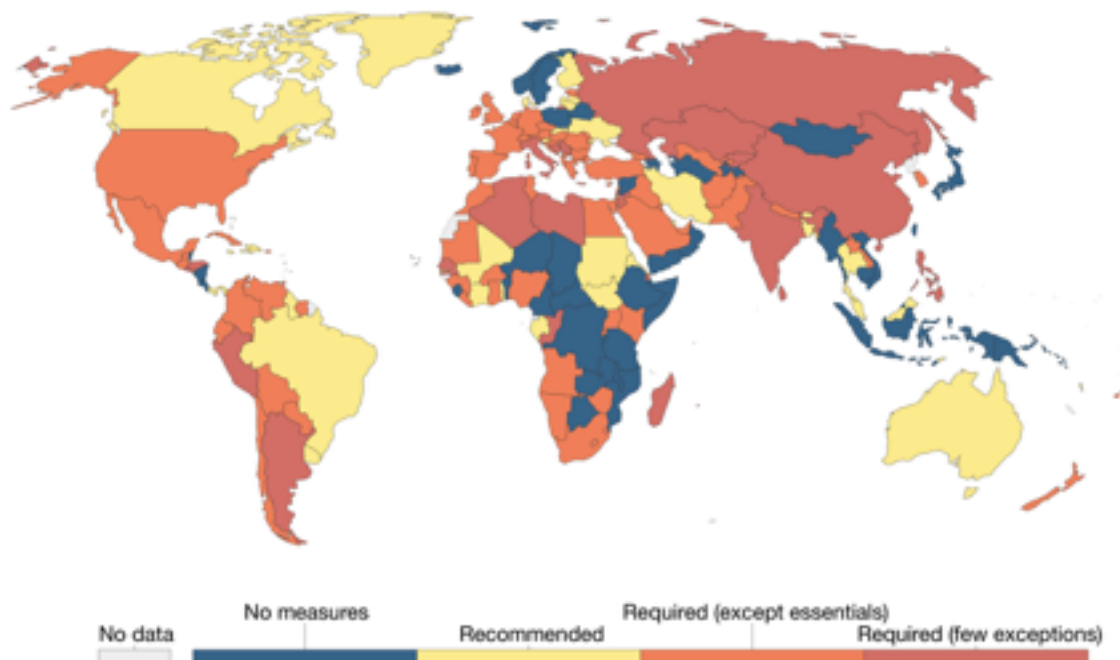 No measures
Required (except essentials)
No data
Recommended
Required (few exceptions)